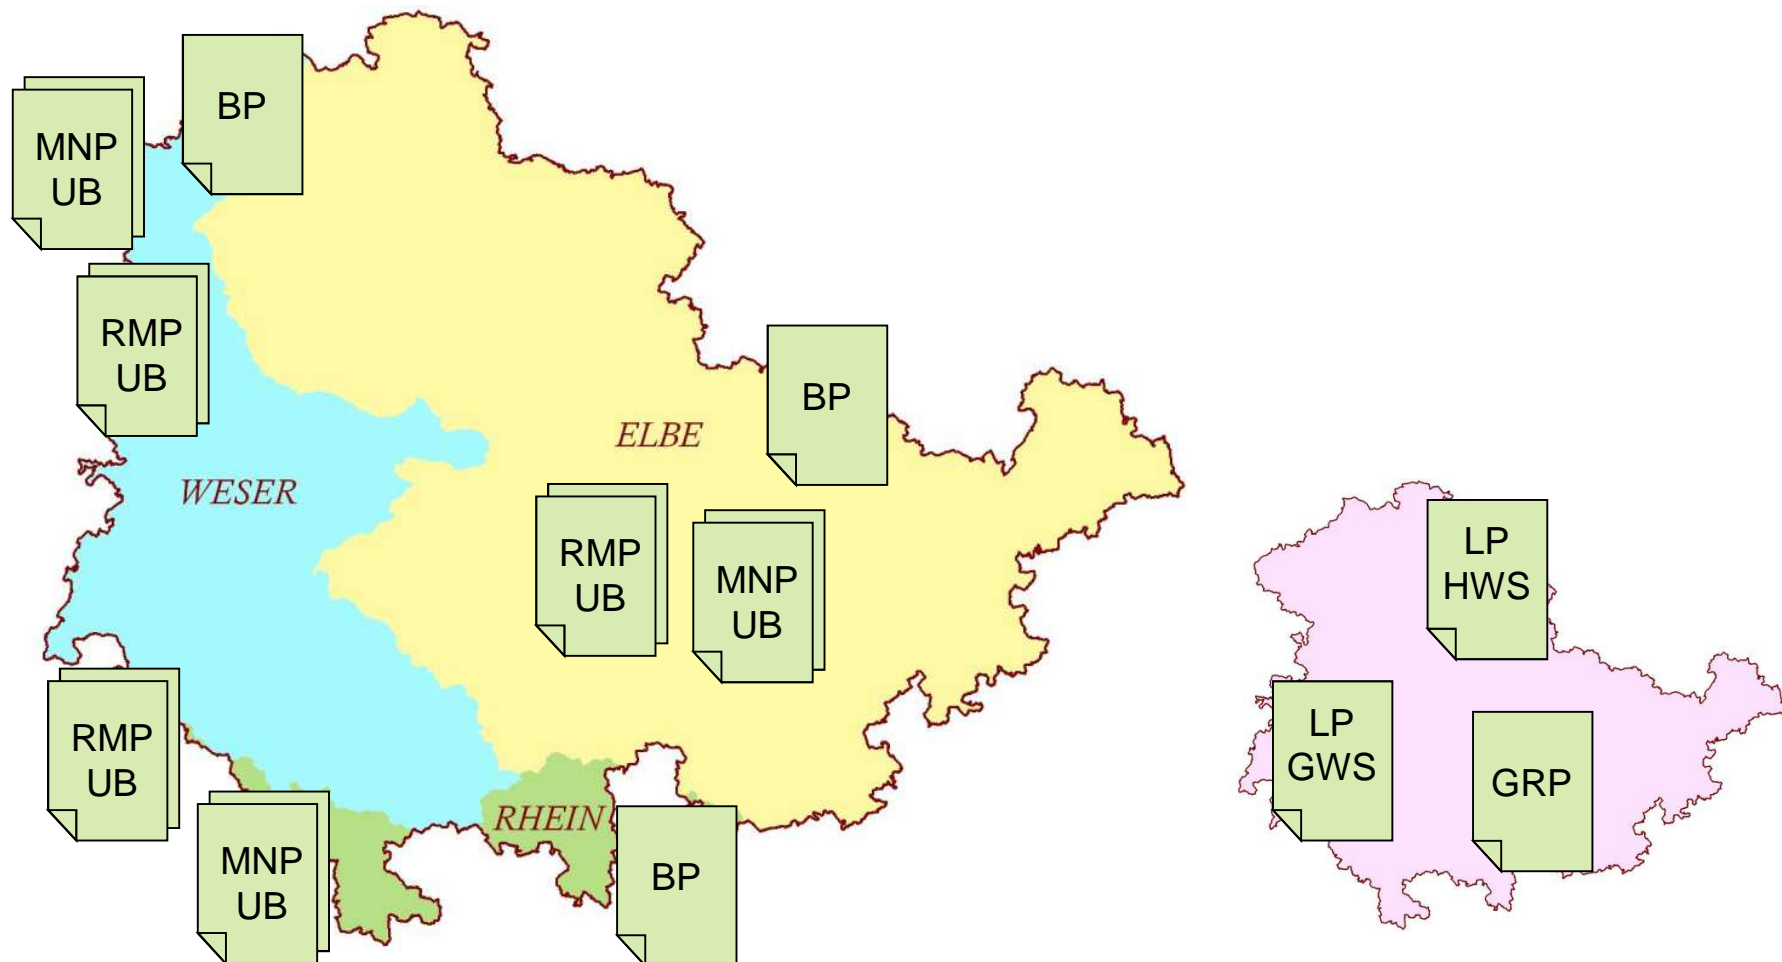 BP
MNP
UB
RMP
UB
BP
ELBE
WESER
RMP
UB
MNP
UB
RMP
UB
RHEIN
MNP
UB
BP
LP
HWS
LP
GWS
GRP